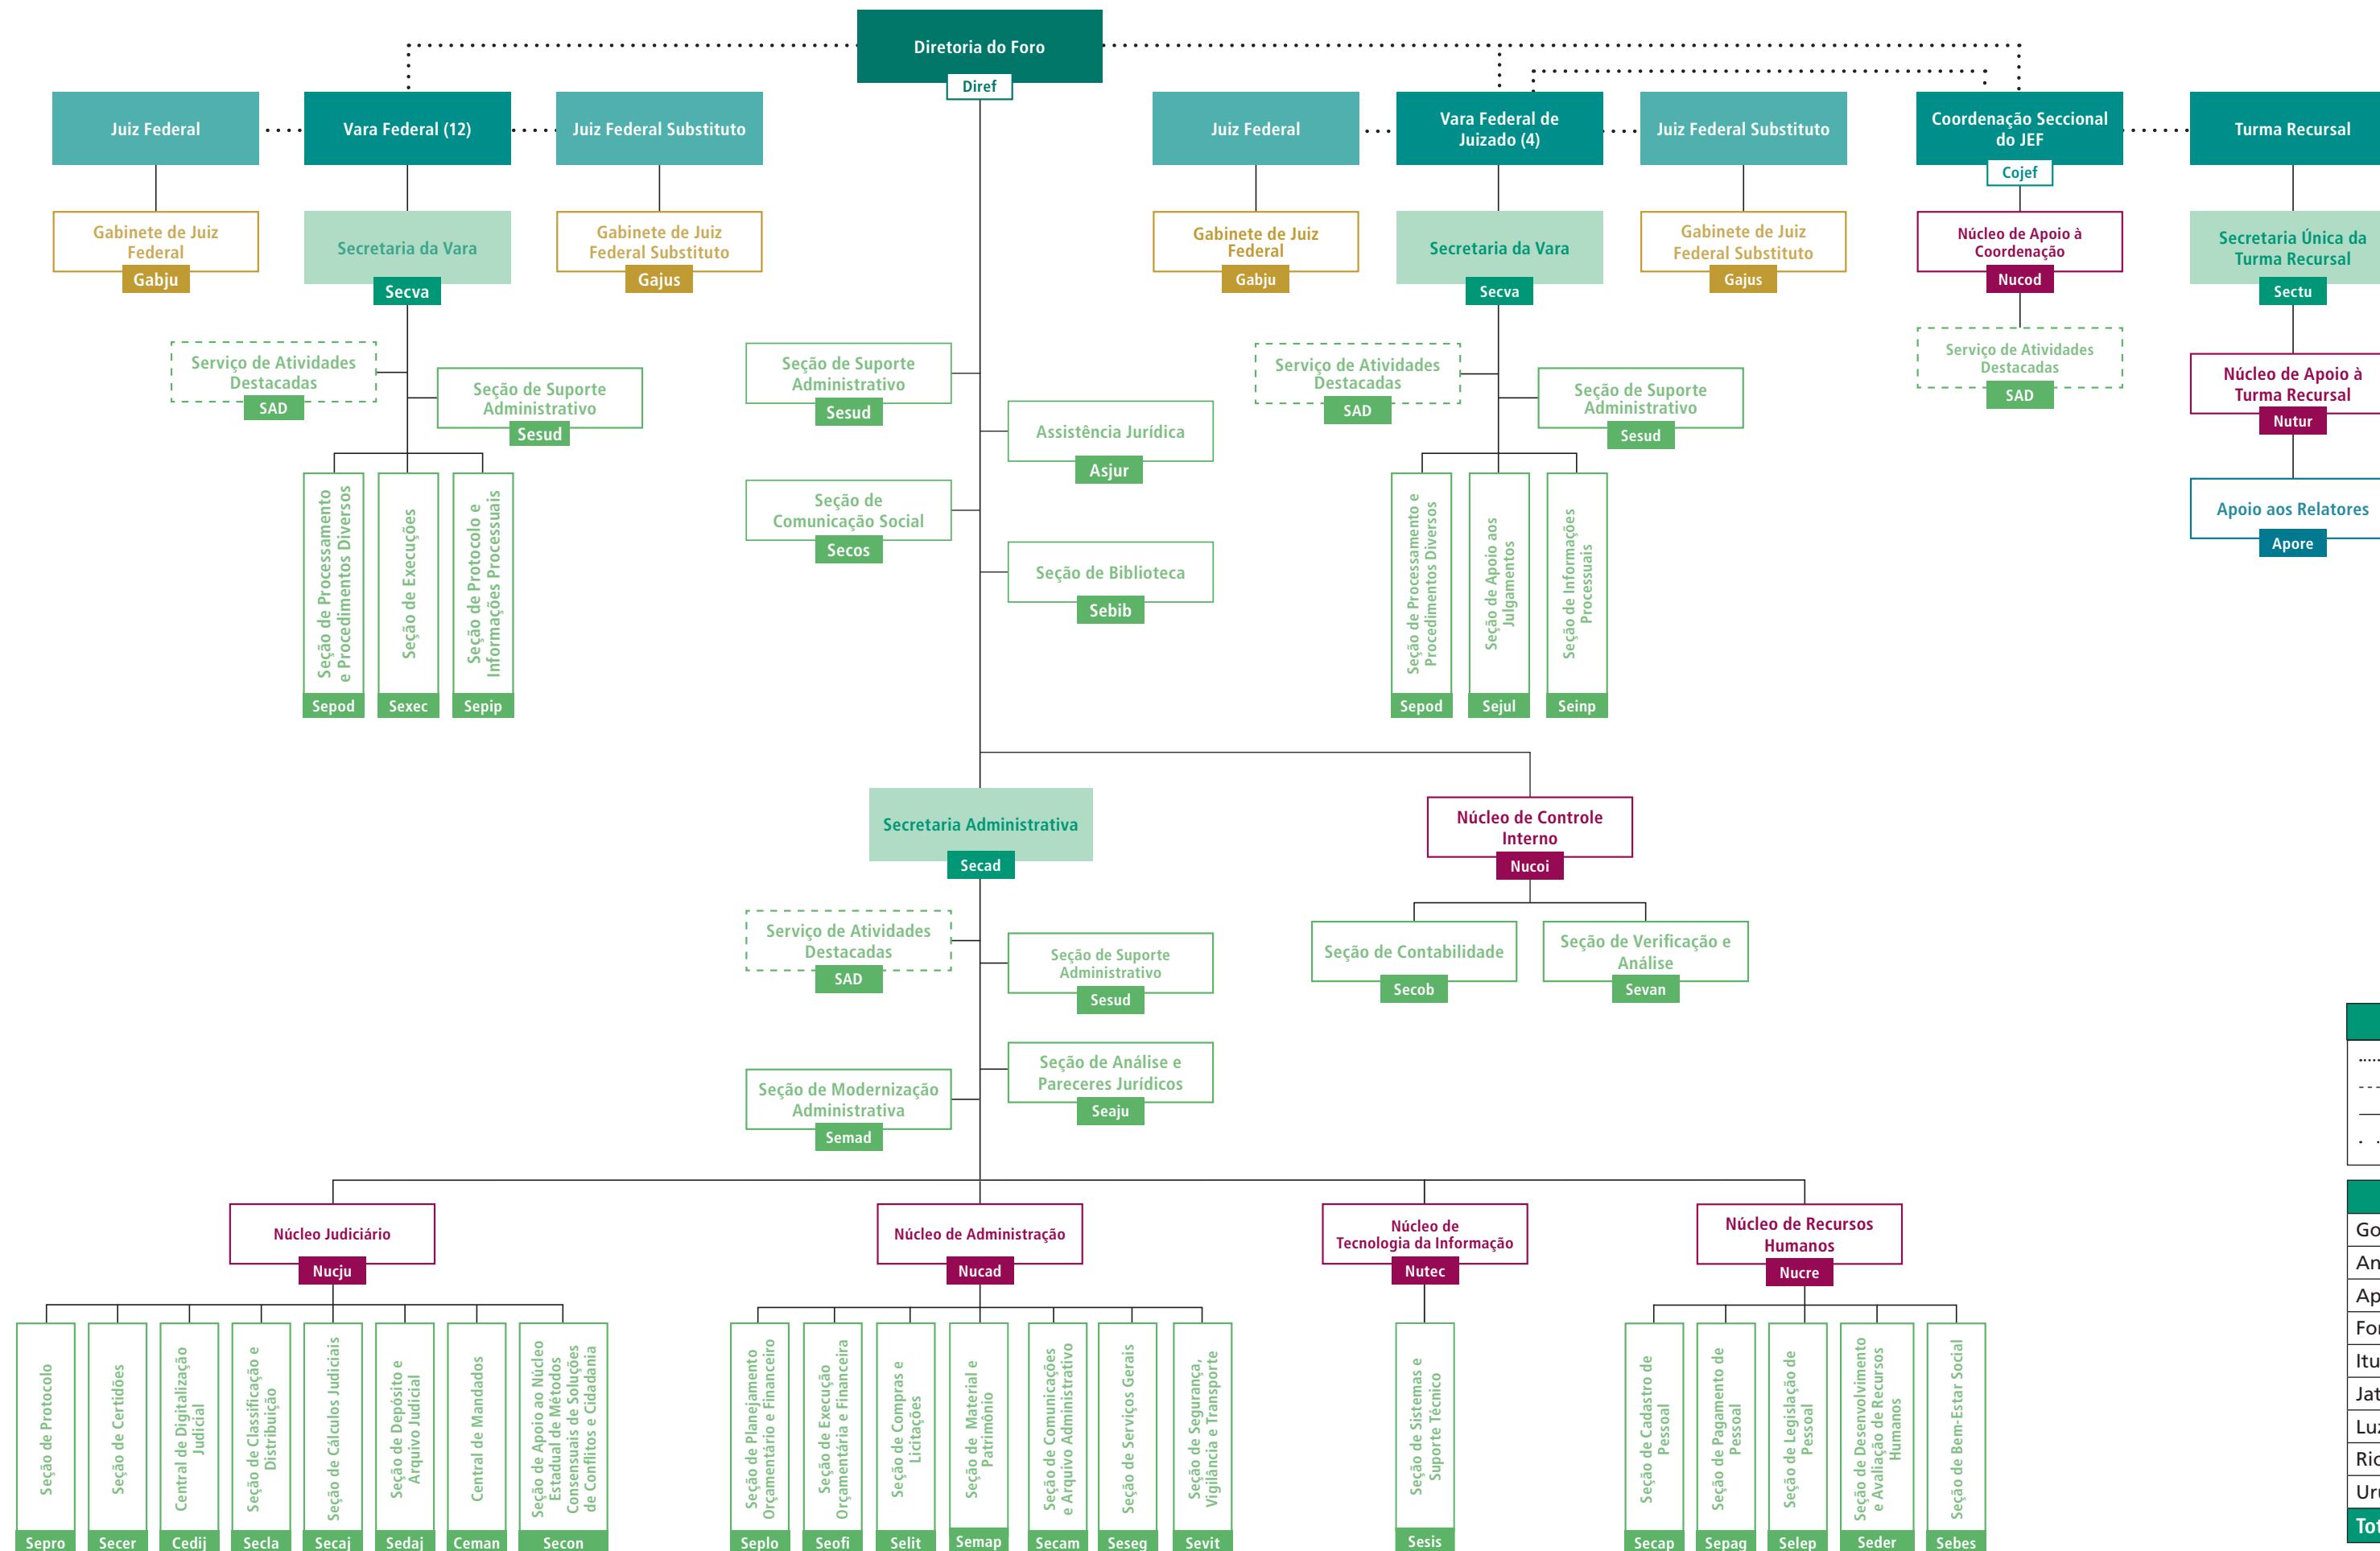 Diretoria do Foro
Diref
Juiz Federal
Vara Federal (12)
Juiz Federal Substituto
Juiz Federal
Vara Federal de
Juizado (4)
Juiz Federal Substituto
Coordenação Seccional
do JEF
Cojef
Turma Recursal
Gabinete de Juiz
Federal
Gabju
Secretaria da Vara
Secva
Gabinete de Juiz
Federal Substituto
Gajus
Gabinete de Juiz
Federal
Gabju
Secretaria da Vara
Secva
Gabinete de Juiz
Federal Substituto
Gajus
Núcleo de Apoio à
Coordenação
Nucod
Secretaria Única da
Turma Recursal
Sectu
Serviço de Atividades
Destacadas
SAD
Seção de Suporte
Administrativo
Sesud
Seção de Suporte
Administrativo
Sesud
Assistência Jurídica
Asjur
Seção de
Comunicação Social
Secos
Seção de Biblioteca
Sebib
Serviço de Atividades
Destacadas
SAD
Seção de Suporte
Administrativo
Sesud
Serviço de Atividades
Destacadas
SAD
Núcleo de Apoio à
Turma Recursal
Nutur
Apoio aos Relatores
Apore
Seção de Processamento
e Procedimentos Diversos
Sepod
Seção de Execuções
Sexec
Seção de Protocolo e
Informações Processuais
Sepip
Seção de Processamento e
Procedimentos Diversos
Sepod
Seção de Apoio aos
Julgamentos
Sejul
Seção de Informações
Processuais
Seinp
Secretaria Administrativa
Secad
Núcleo de Controle
Interno
Nucoi
Serviço de Atividades
Destacadas
SAD
Seção de Suporte
Administrativo
Sesud
Seção de Contabilidade
Secob
Seção de Verificação e
Análise
Sevan
Seção de Modernização
Administrativa
Semad
Seção de Análise e
Pareceres Jurídicos
Seaju
Núcleo Judiciário
Nucju
Núcleo de Administração
Nucad
Núcleo de
Tecnologia da Informação
Nutec
Núcleo de Recursos
Humanos
Nucre
Seção de Protocolo
Sepro
Seção de Certidões
Secer
Central de Digitalização
Judicial
Cedij
Seção de Classificação e
Distribuição
Secla
Seção de Cálculos Judiciais
Secaj
Seção de Depósito e
Arquivo Judicial
Sedaj
Central de Mandados
Ceman
Seção de Apoio ao Núcleo
Estadual de Métodos
Consensuais de Soluções
de Conflitos e Cidadania
Secon
Seção de Planejamento
Orçamentário e Financeiro
Seplo
Seção de Execução
Orçamentária e Financeira
Seofi
Seção de Compras e
Licitações
Selit
Seção de Material e
Patrimônio
Semap
Seção de Comunicações
e Arquivo Administrativo
Secam
Seção de Serviços Gerais
Seseg
Seção de Segurança,
Vigilância e Transporte
Sevit
Seção de Sistemas e
Suporte Técnico
Sesis
Seção de Cadastro de
Pessoal
Secap
Seção de Pagamento de
Pessoal
Sepag
Seção de Legislação de
Pessoal
Selep
Seção de Desenvolvimento
e Avaliação de Recursos
Humanos
Seder
Seção de Bem-Estar Social
Sebes
Go
An
Ap
For
Itu
Jat
Luz
Rio
Uru
Tot